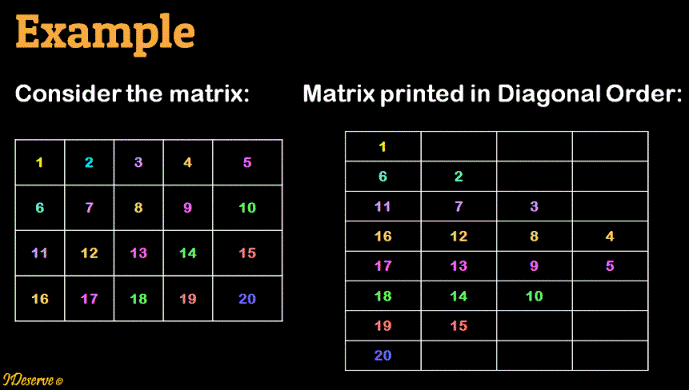 Example
Consider the matrix:
1 2 3 4 5
6 7 8 9 10
11 12 13 14 15
16 17 18 19 20
Matrix printed in Diagonal Order:
1
6 2
11 7 3
16 12 8 4
17 13 9 5
18 14 10
19 15
20
IDeserve ©